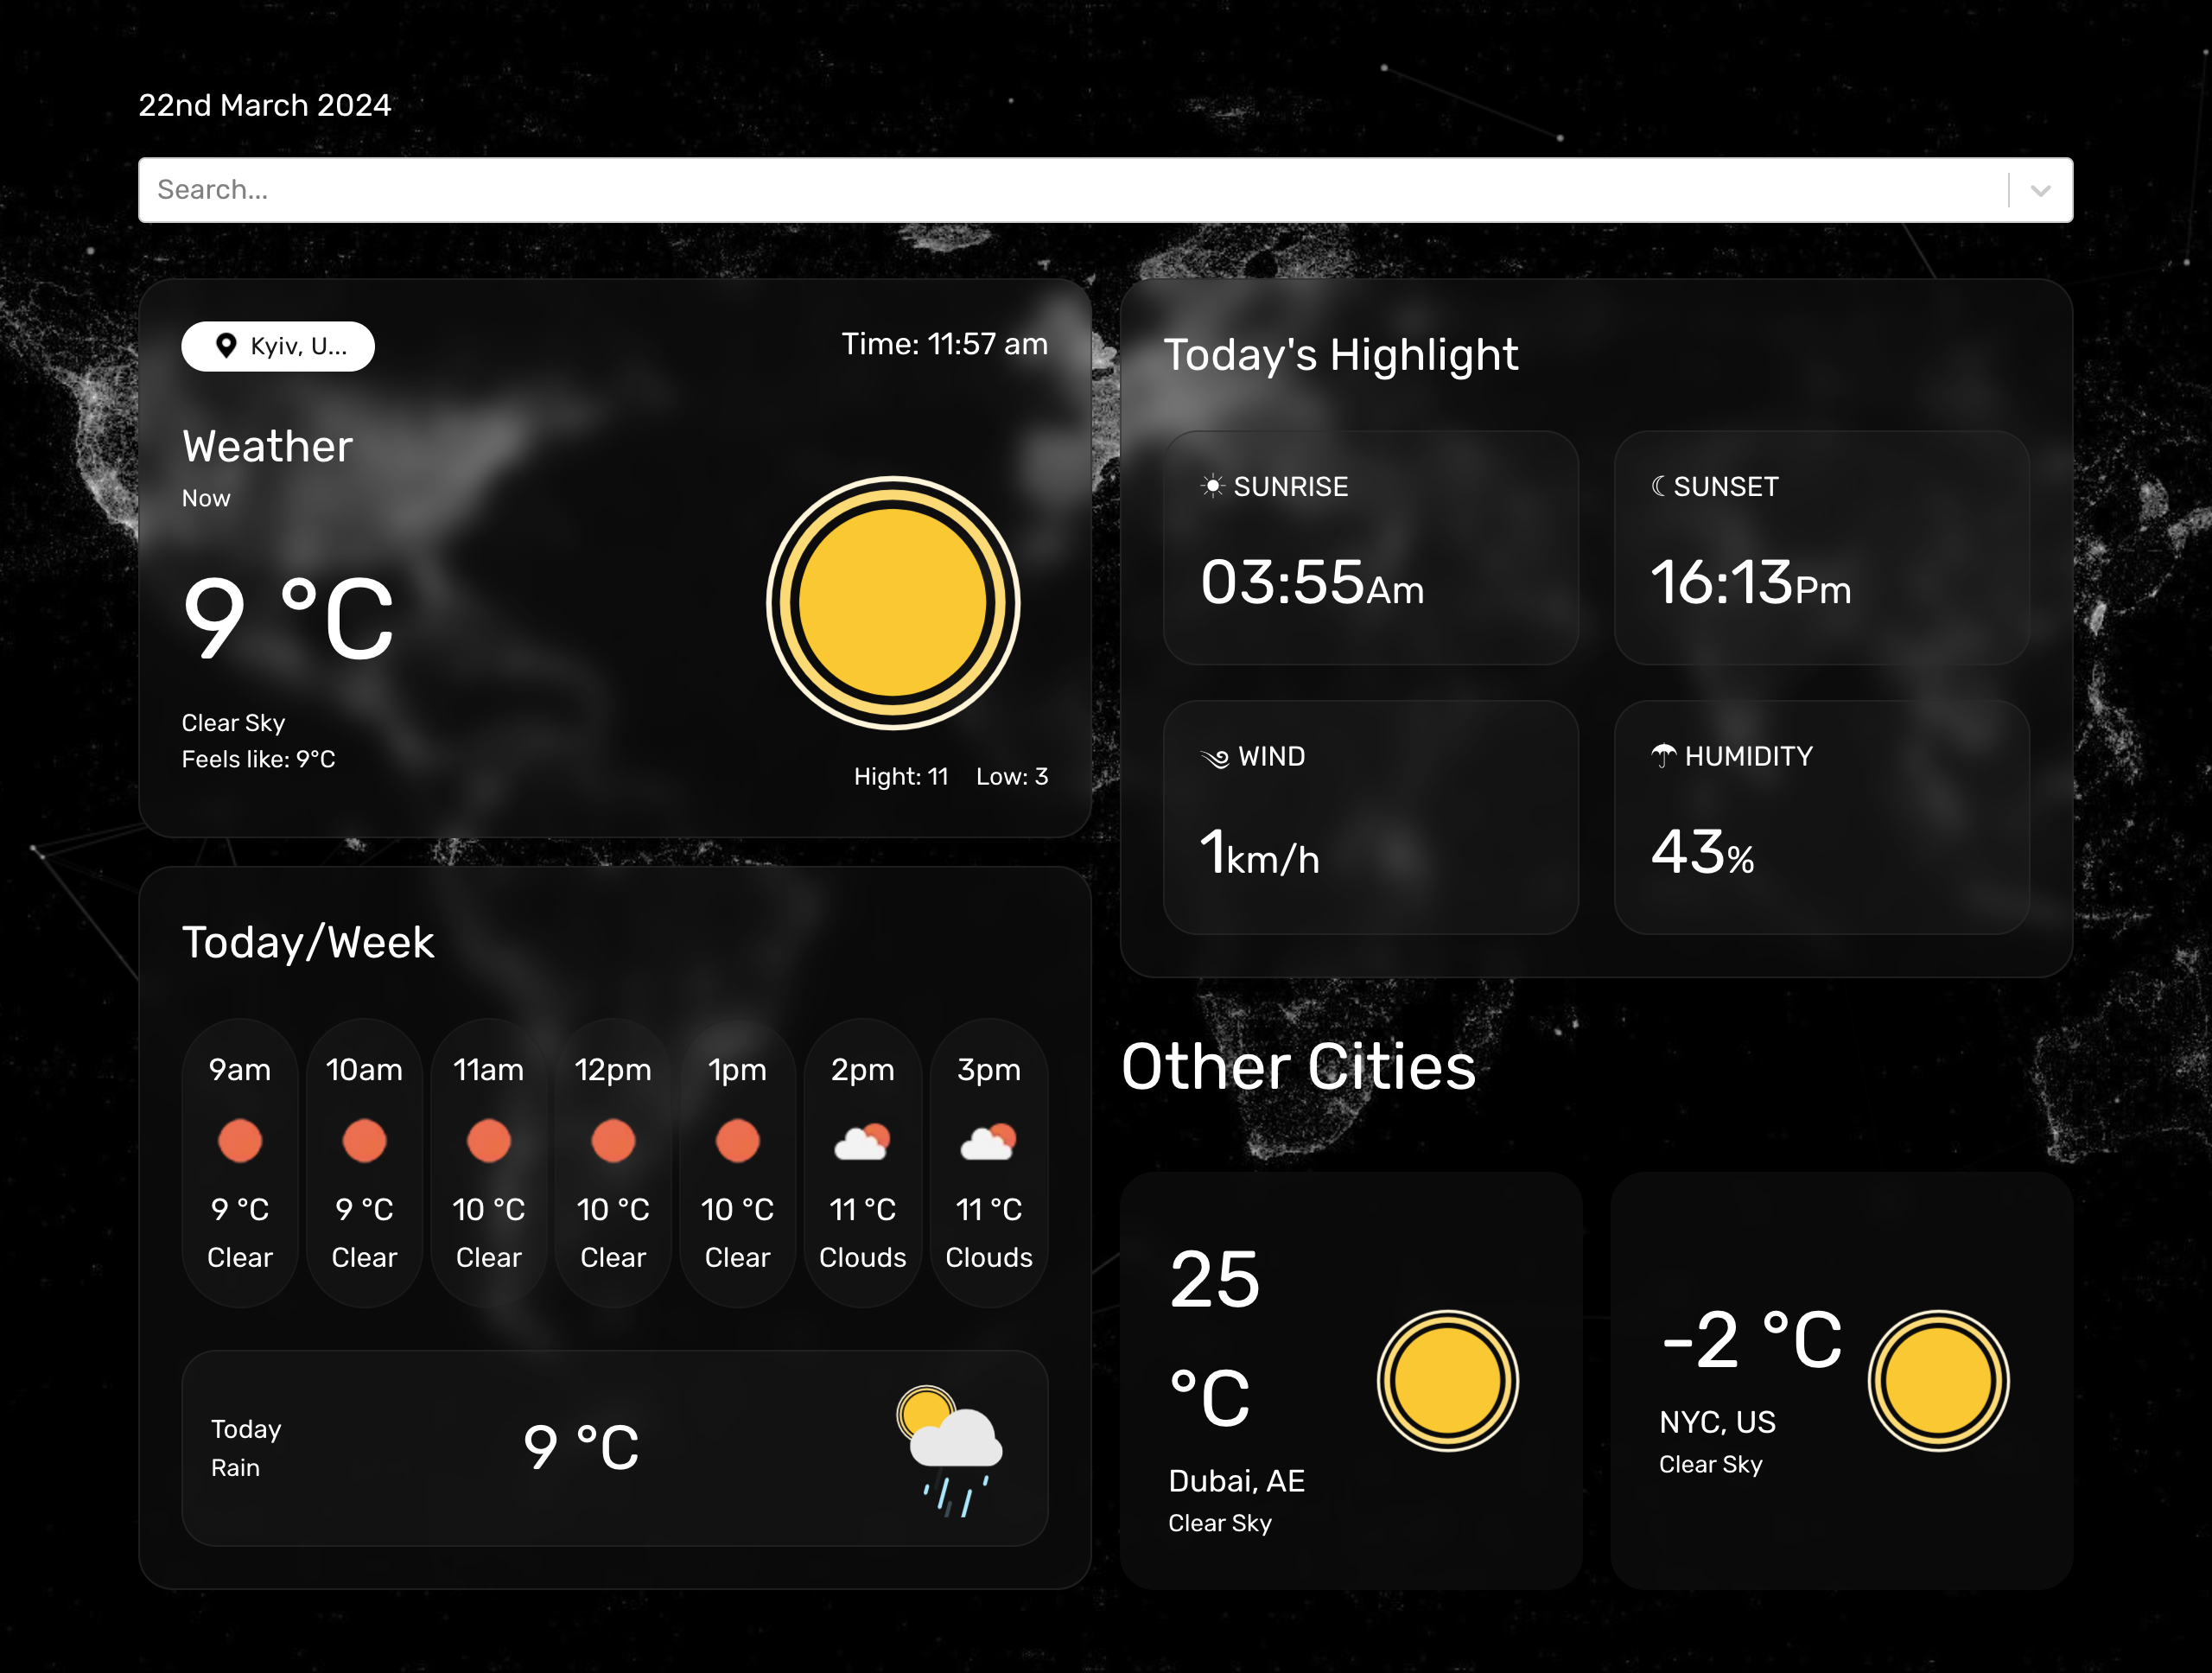 22nd March 2024
Search...
Kyiv, U...
Time: 11:57 am
Weather
Now
9 °C
Clear Sky
Feels like: 9°C
Hight: 11 Low: 3
Today's Highlight
SUNRISE
03:55Am
SUNSET
16:13Pm
WIND
1km/h
HUMIDITY
43%
Today/Week
9am 10am 11am 12pm 1pm 2pm 3pm
9 °C 9 °C 10 °C 10 °C 10 °C 11 °C 11 °C
Clear Clear Clear Clear Clear Clouds Clouds
Today
Rain
9 °C
Other Cities
25
°C
Dubai, AE
Clear Sky
-2 °C
NYC, US
Clear Sky